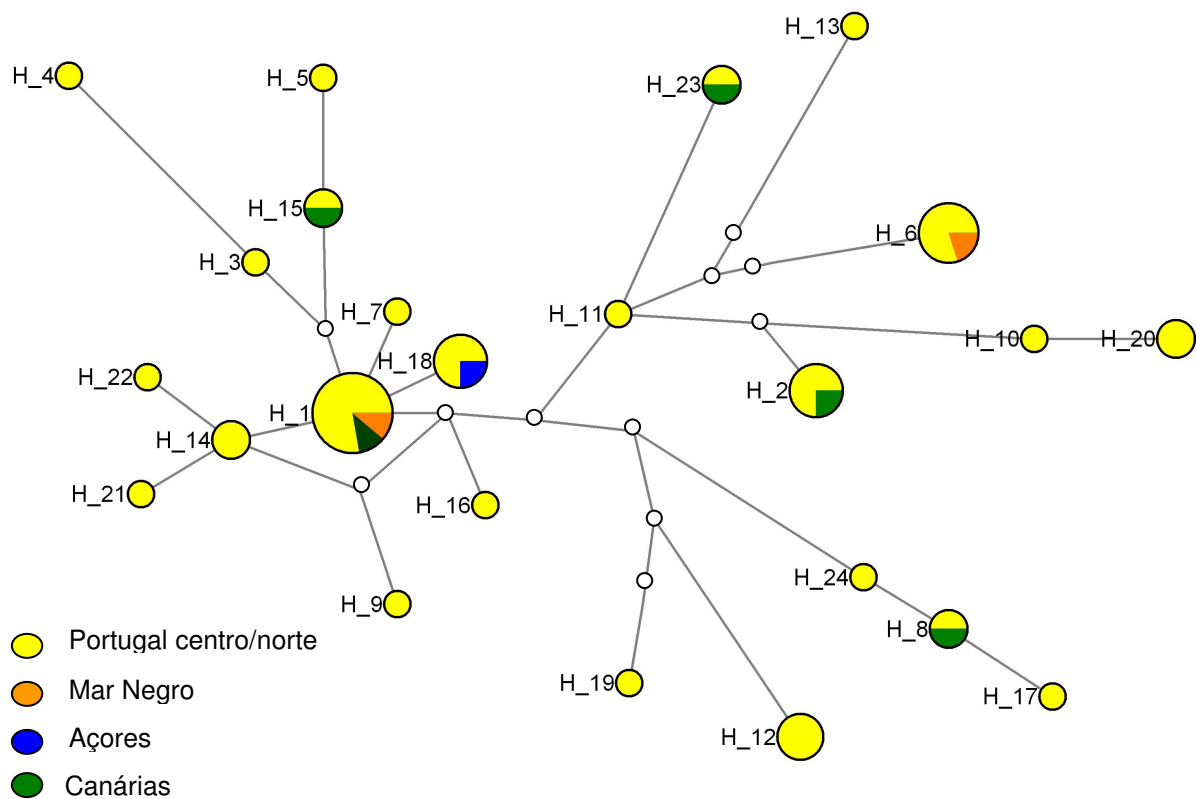 H_13
H_4
H_5
H_23
H_15
H_6
H_3
H_7
H_11
H_10
H_20
H_18
H_22
H_2
H_1
H_14
H_21
H_16
H_24
H_9
H_8
Portugal centro/norte
H_19
H_17
Mar Negro
H_12
Açores
Canárias